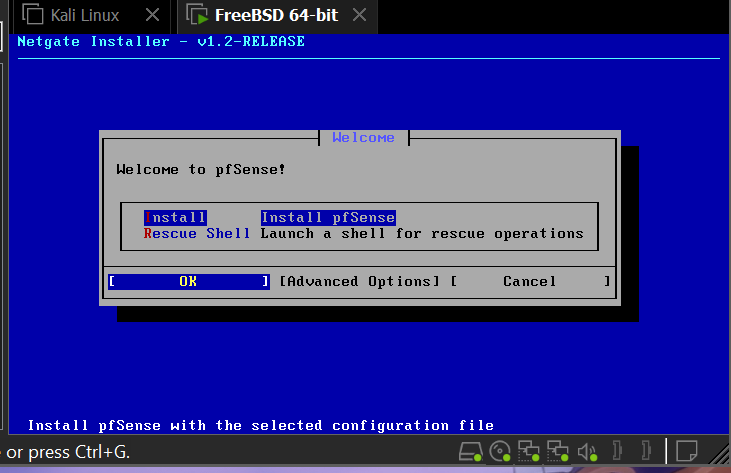 Kali Linux
FreeBSD 64-bit
Netgate Installer - v1.2-RELEASE
Welcome
Welcome to pfSense!
Install Install pfSense
Rescue Shell Launch a shell for rescue operations
[ OK ] [Advanced Options] [ Cancel ]
Install pfSense with the selected configuration file
or press Ctrl+G.